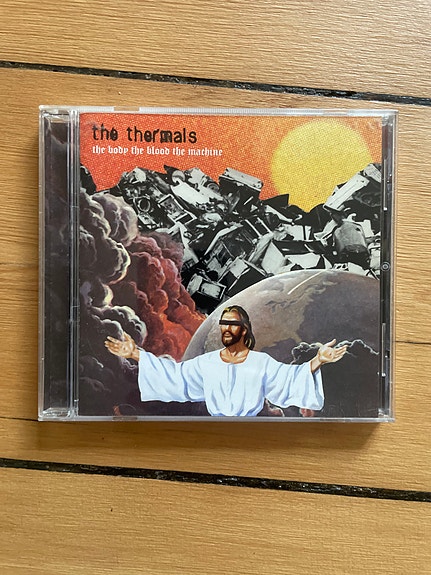 the thermals
the body the blood the machine